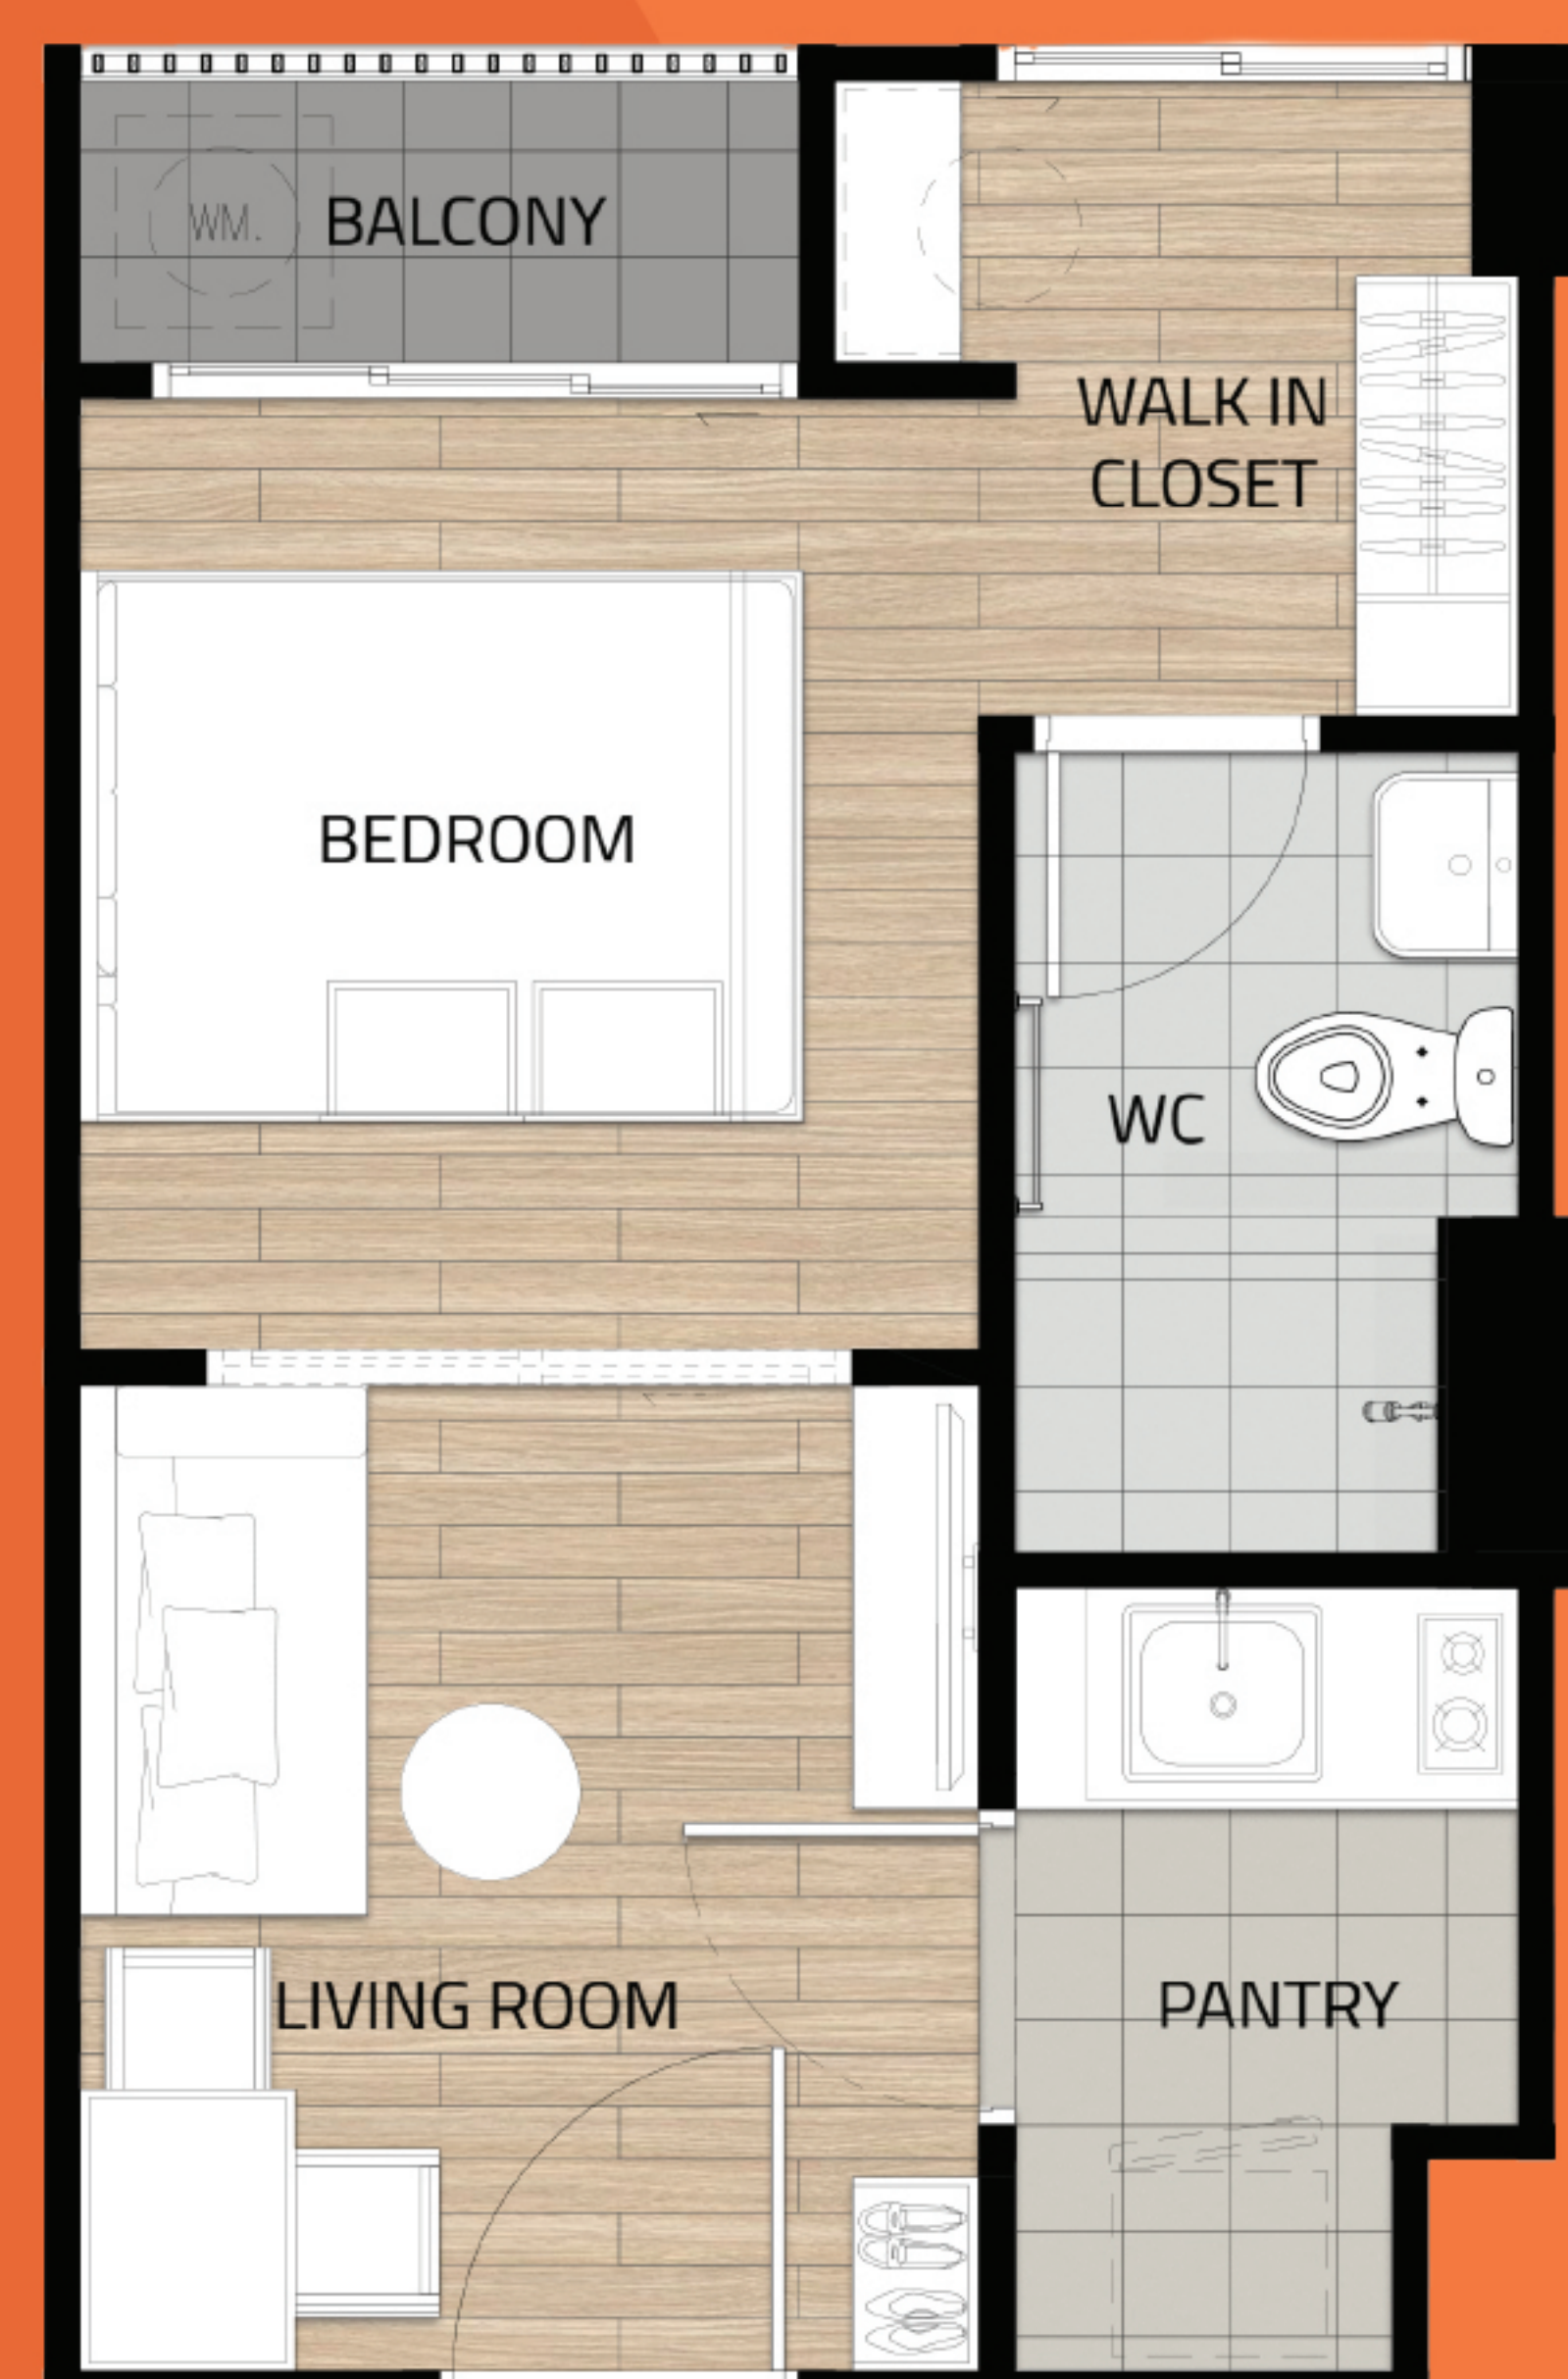 WM.
BALCONY
WALK IN
CLOSET
BEDROOM
WC
LIVING ROOM
PANTRY